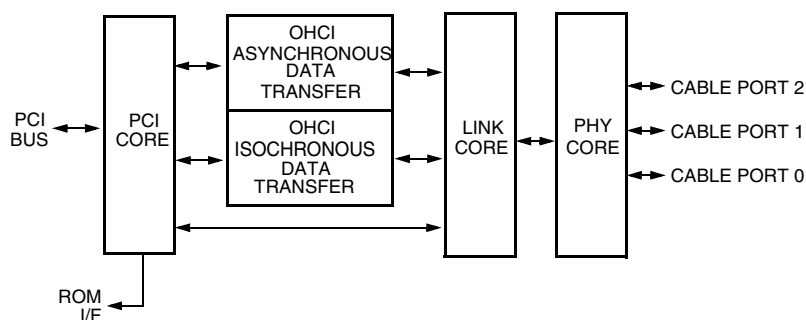 OHCI
ASYNCHRONOUS
DATA
TRANSFER
CABLE PORT 2
PCI
BUS
PCI
CORE
OHCI
ISOCHRONOUS
DATA
TRANSFER
LINK
CORE
PHY
CORE
CABLE PORT 1
CABLE PORT 0
ROM
I/F